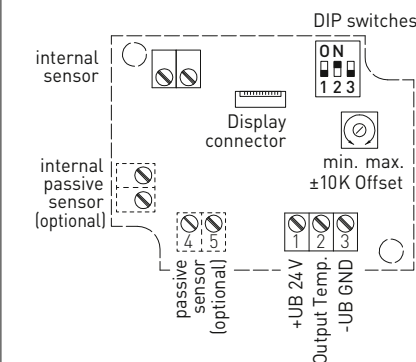 DIP switches
ON
1 2 3
internal
sensor
Display
connector
min. max.
±10K Offset
internal
passive
sensor
(optional)
4 5
1 2 3
passive
sensor
(optional)
+UB 24 V
Output Temp.
-UB GND